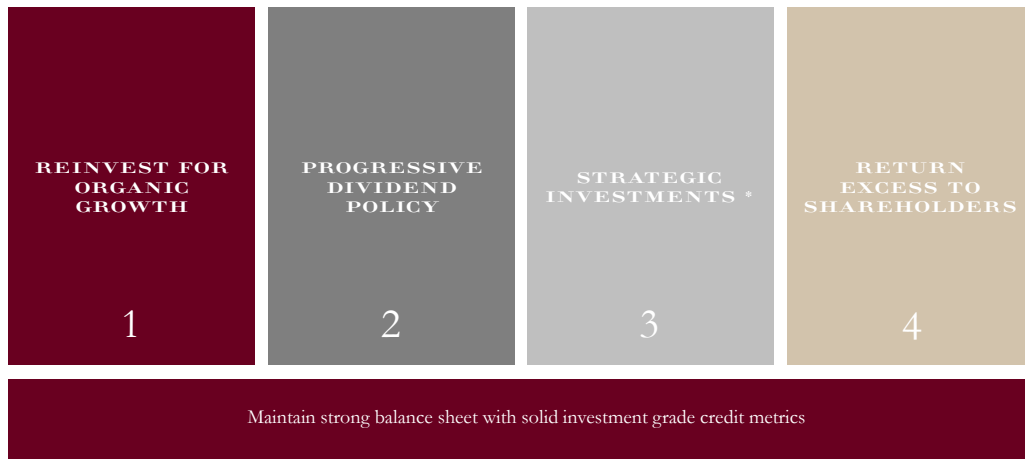 REINVEST FOR
ORGANIC
GROWTH
1
PROGRESSIVE
DIVIDEND
POLICY
2
STRATEGIC
INVESTMENTS *
3
RETURN
EXCESS TO
SHAREHOLDERS
4
Maintain strong balance sheet with solid investment grade credit metrics